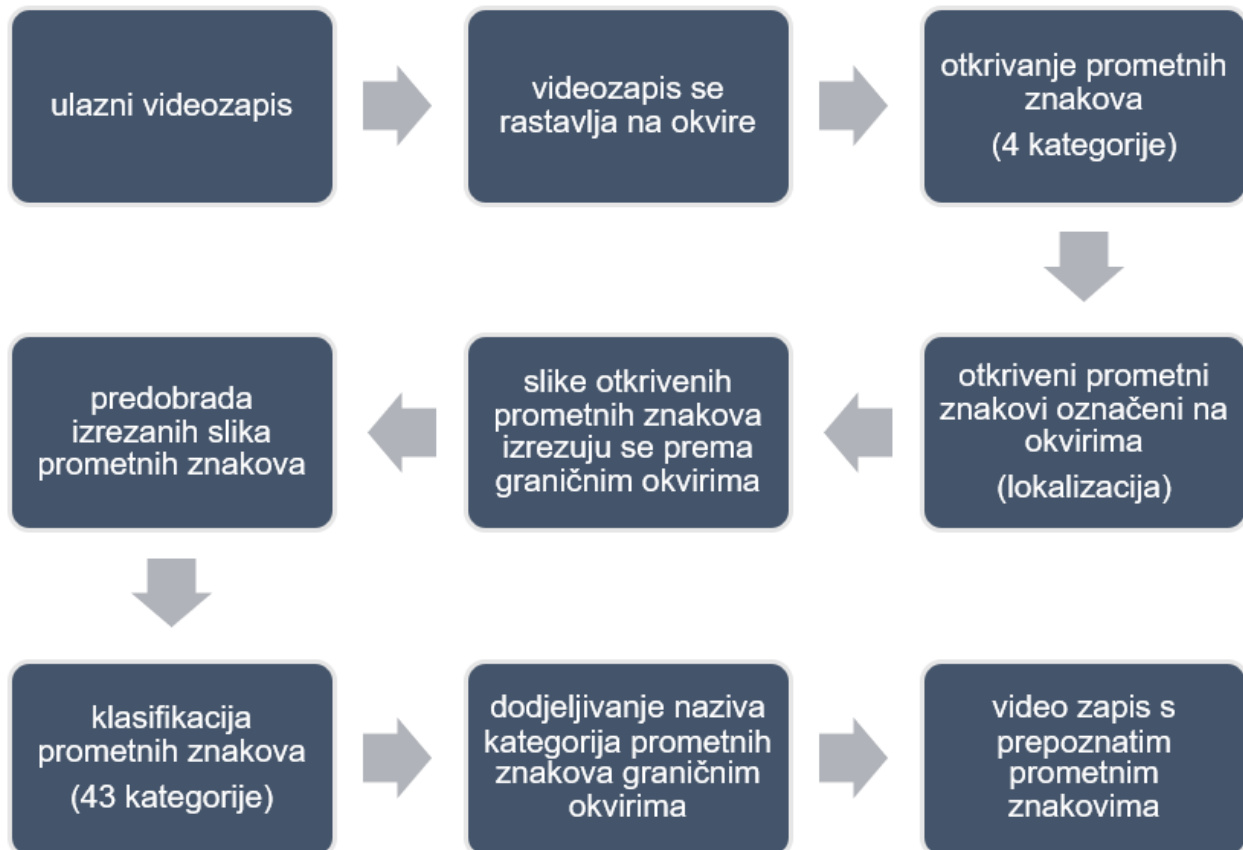 ulazni videozapis
videozapis se
rastavlja na okvire
otkrivanje prometnih
znakova
(4 kategorije)
otkriveni prometni
znakovi označeni na
okvirima
(lokalizacija)
slike otkrivenih
prometnih znakova
izrezuju se prema
graničnim okvirima
predobrada
izrezanih slika
prometnih znakova
klasifikacija
prometnih znakova
(43 kategorije)
dodjeljivanje naziva
kategorija prometnih
znakova graničnim
okvirima
video zapis s
prepoznatim
prometnim
znakovima